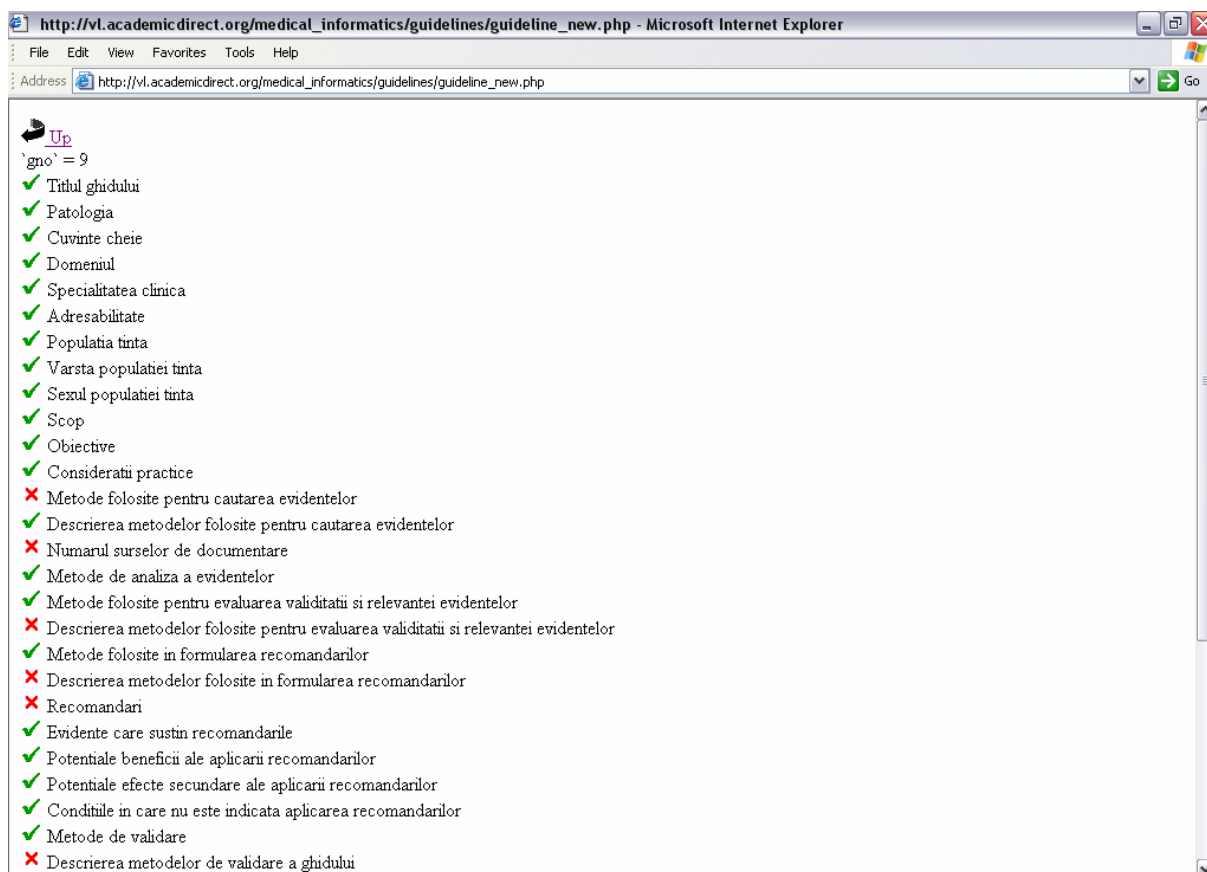 http://vl.academicdirect.org/medical_informatics/guidelines/guideline_new.php - Microsoft Internet Explorer
File Edit View Favorites Tools Help
Address http://vl.academicdirect.org/medical_informatics/guidelines/guideline_new.php Go
Up
`gno` = 9
Titlul ghidului
Patologia
Cuvinte cheie
Domeniul
Specialitatea clinica
Adresabilitate
Populatia tinta
Varsta populatiei tinta
Sexul populatiei tinta
Scop
Obiective
Consideratii practice
Metode folosite pentru cautarea evidentelor
Descrierea metodelor folosite pentru cautarea evidentelor
Numarul surselor de documentare
Metode de analiza a evidentelor
Metode folosite pentru evaluarea validitatii si relevantei evidentelor
Descrierea metodelor folosite pentru evaluarea validitatii si relevantei evidentelor
Metode folosite in formularea recomandarilor
Descrierea metodelor folosite in formularea recomandarilor
Recomandari
Evidente care sustin recomandarile
Potentiale beneficii ale aplicarii recomandarilor
Potentiale efecte secundare ale aplicarii recomandarilor
Conditiile in care nu este indicata aplicarea recomandarilor
Metode de validare
Descrierea metodelor de validare a ghidului